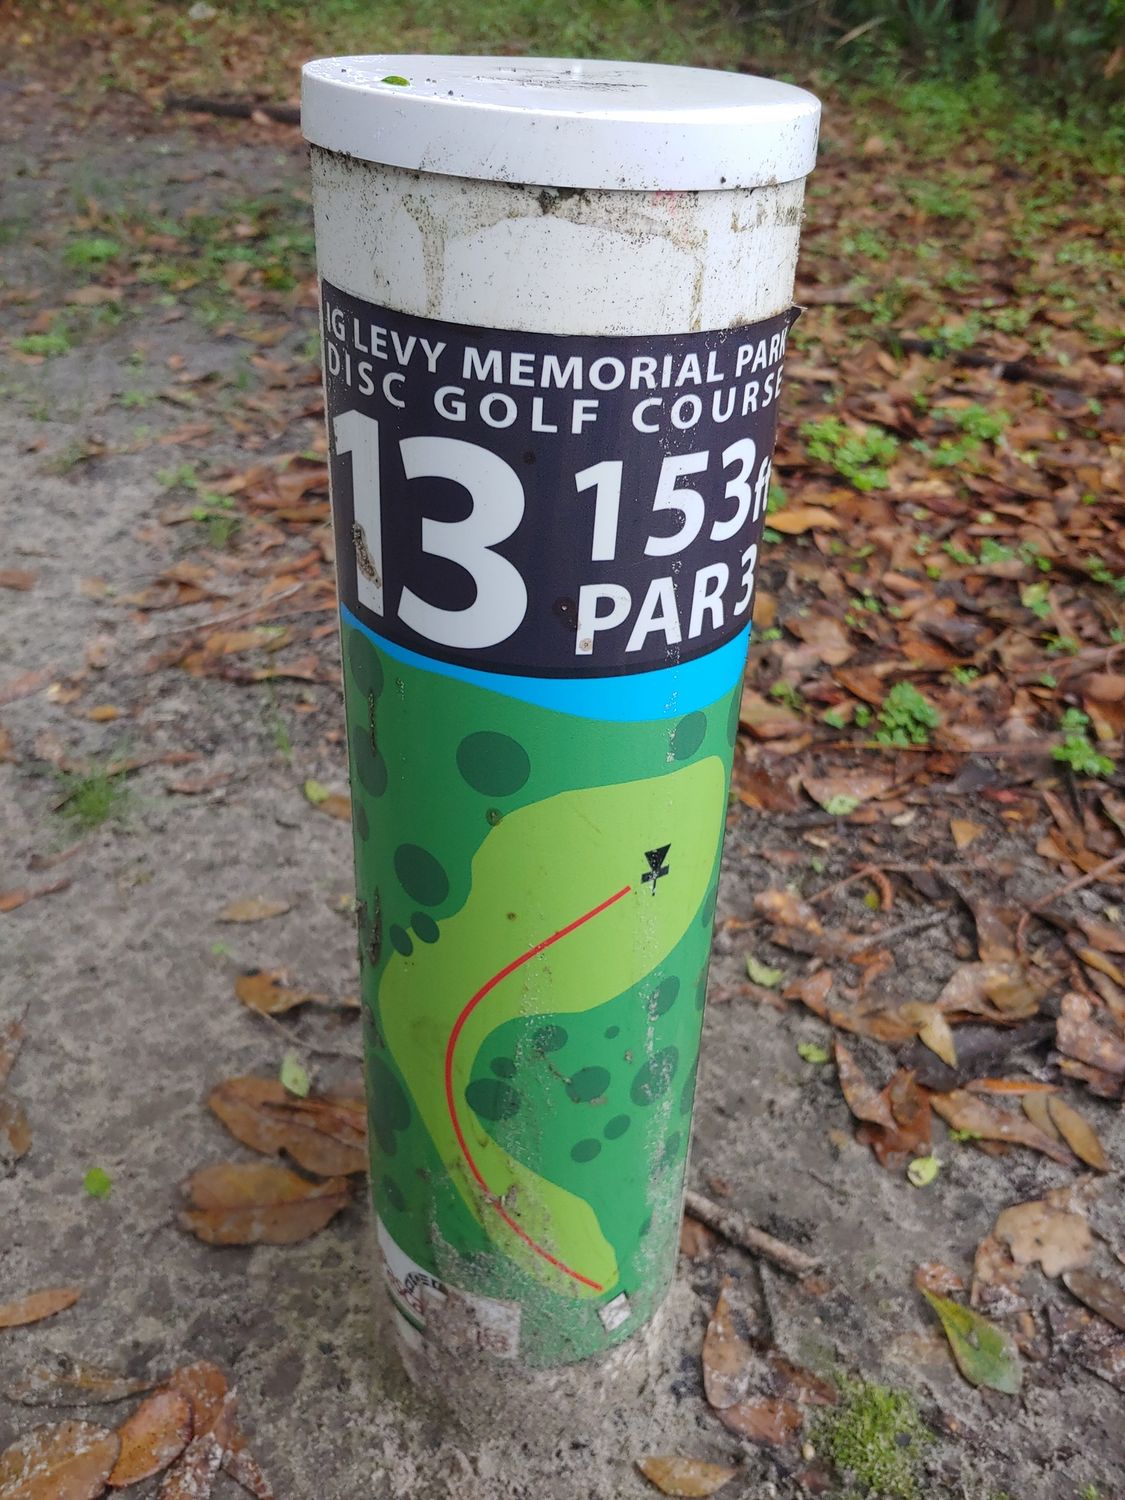 IG LEVY MEMORIAL PARK
DISC GOLF COURSE
13
153ft
PAR 3